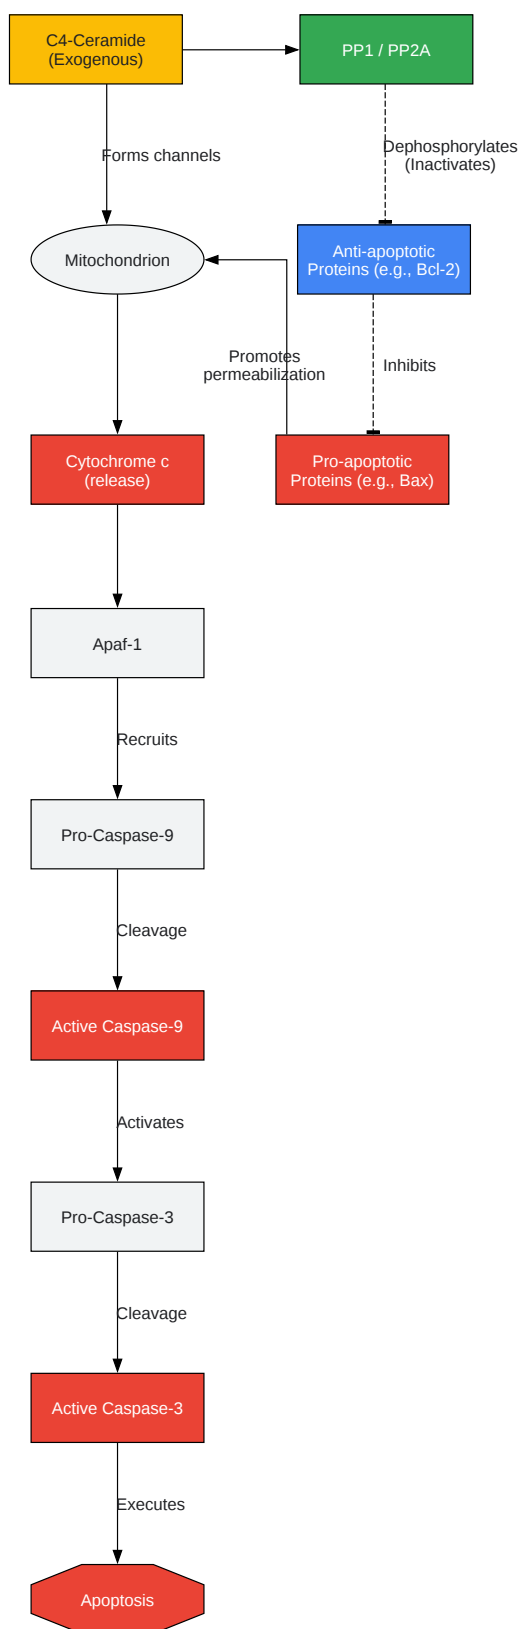 C4-Ceramide
(Exogenous)
PP1 / PP2A
Forms channels
Dephosphorylates
(Inactivates)
Mitochondrion
Anti-apoptotic
Proteins (e.g., Bcl-2)
Promotes
permeabilization
Inhibits
Cytochrome c
(release)
Pro-apoptotic
Proteins (e.g., Bax)
Apaf-1
Recruits
Pro-Caspase-9
Cleavage
Active Caspase-9
Activates
Pro-Caspase-3
Cleavage
Active Caspase-3
Executes
Apoptosis